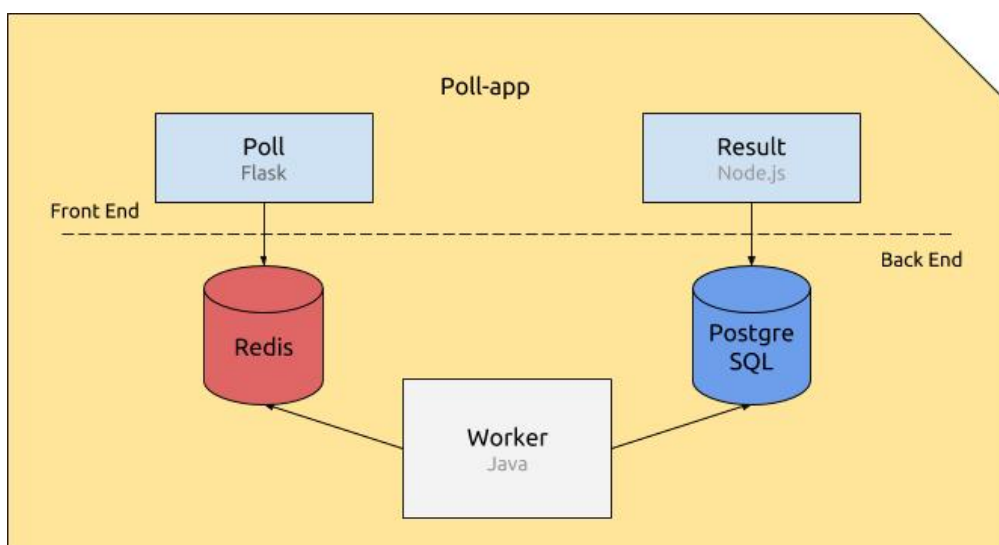 Poll-app
Poll
Flask
Result
Node.js
Front End
Back End
Redis
Postgre
SQL
Worker
Java